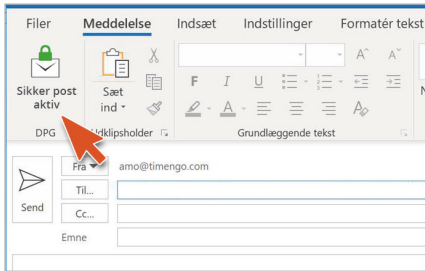 Filer Meddelelse Indsæt Indstillinger Formatér tekst
Sikker post
aktiv
Sæt
ind
F I U
A A
DPG Udklipsholder Grundlæggende tekst
Fra amo@timengo.com
Til...
Send
Cc...
Emne